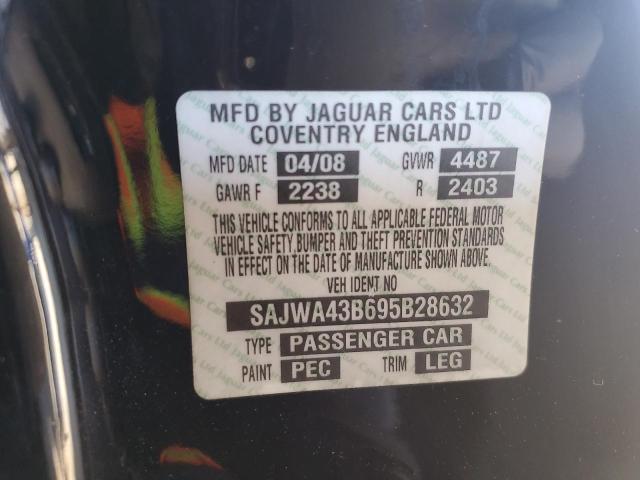 MFD BY JAGUAR CARS LTD
COVENTRY ENGLAND
MFD DATE 04/08 GVWR 4487
GAWR F 2238 R 2403
THIS VEHICLE CONFORMS TO ALL APPLICABLE FEDERAL MOTOR
VEHICLE SAFETY,BUMPER AND THEFT PREVENTION STANDARDS
IN EFFECT ON THE DATE OF MANUFACTURE SHOWN ABOVE.
VEH IDENT NO
SAJWA43B695B28632
TYPE PASSENGER CAR
PAINT PEC TRIM LEG